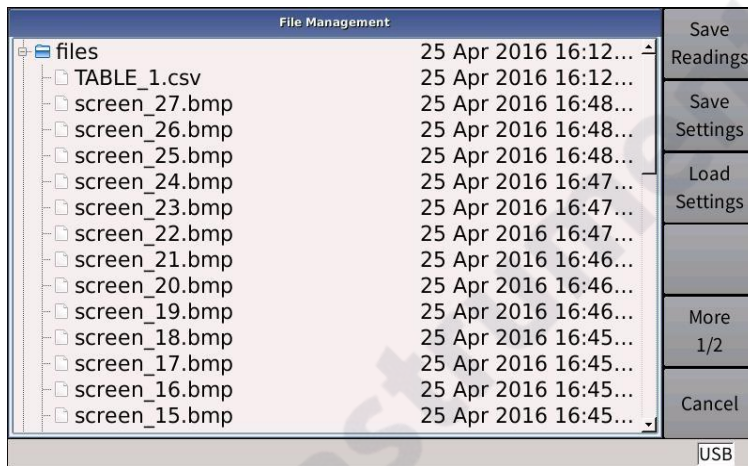 File Management
files 25 Apr 2016 16:12...
TABLE_1.csv 25 Apr 2016 16:12...
screen_27.bmp 25 Apr 2016 16:48...
screen_26.bmp 25 Apr 2016 16:48...
screen_25.bmp 25 Apr 2016 16:48...
screen_24.bmp 25 Apr 2016 16:47...
screen_23.bmp 25 Apr 2016 16:47...
screen_22.bmp 25 Apr 2016 16:47...
screen_21.bmp 25 Apr 2016 16:46...
screen_20.bmp 25 Apr 2016 16:46...
screen_19.bmp 25 Apr 2016 16:46...
screen_18.bmp 25 Apr 2016 16:45...
screen_17.bmp 25 Apr 2016 16:45...
screen_16.bmp 25 Apr 2016 16:45...
screen_15.bmp 25 Apr 2016 16:45...
Save
Readings
Save
Settings
Load
Settings
More
1/2
Cancel
USB